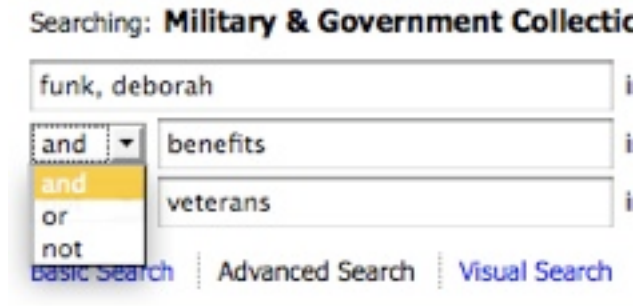 Searching: Military & Government Collectio
funk, deborah
and benefits
and
or veterans
not
Basic Search Advanced Search Visual Search